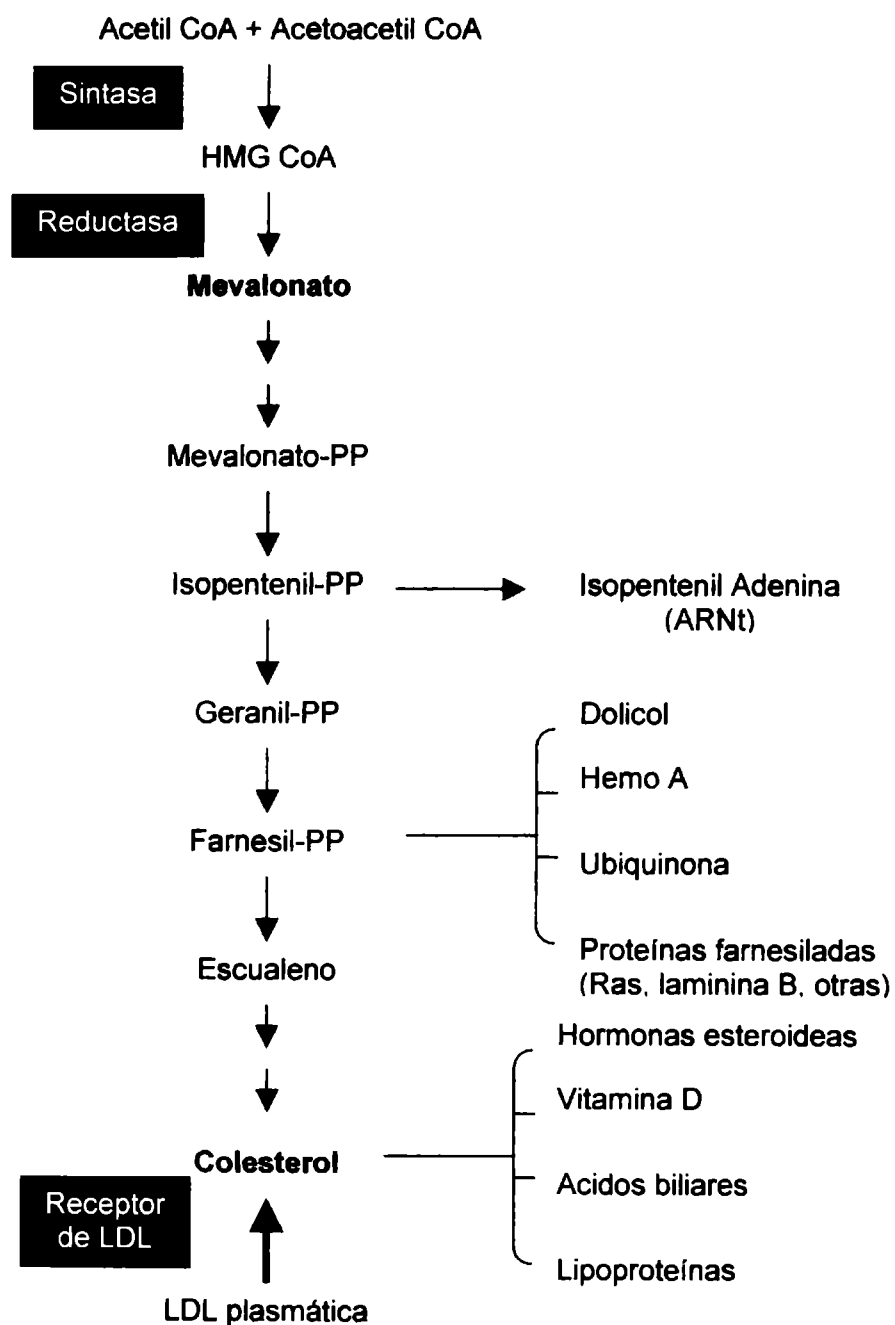 Acetil CoA + Acetoacetil CoA
Sintasa
HMG CoA
Reductasa
Mevalonato
Mevalonato-PP
Isopentenil-PP
Isopentenil Adenina
(ARNt)
Geranil-PP
Dolicol
Hemo A
Farnesil-PP
Ubiquinona
Escualeno
Proteínas farnesiladas
(Ras, laminina B, otras)
Hormonas esteroideas
Vitamina D
Colesterol
Acidos biliares
Receptor
de LDL
Lipoproteínas
LDL plasmática